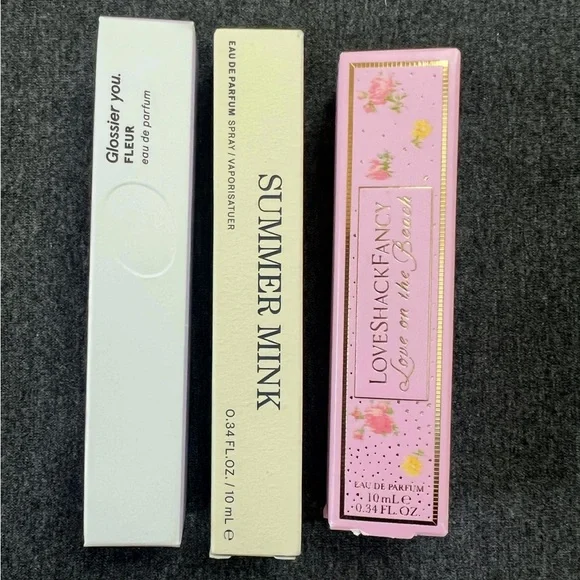 Glossier you.
FLEUR
eau de parfum
EAU DE PARFUM SPRAY/VAPORISATUER
SUMMER MINK
0.34 FL.OZ./10 mL ℮
LOVESHACKFANCY
Love on the Beach
EAU DE PARFUM
10 mL ℮
0.34 FL. OZ.